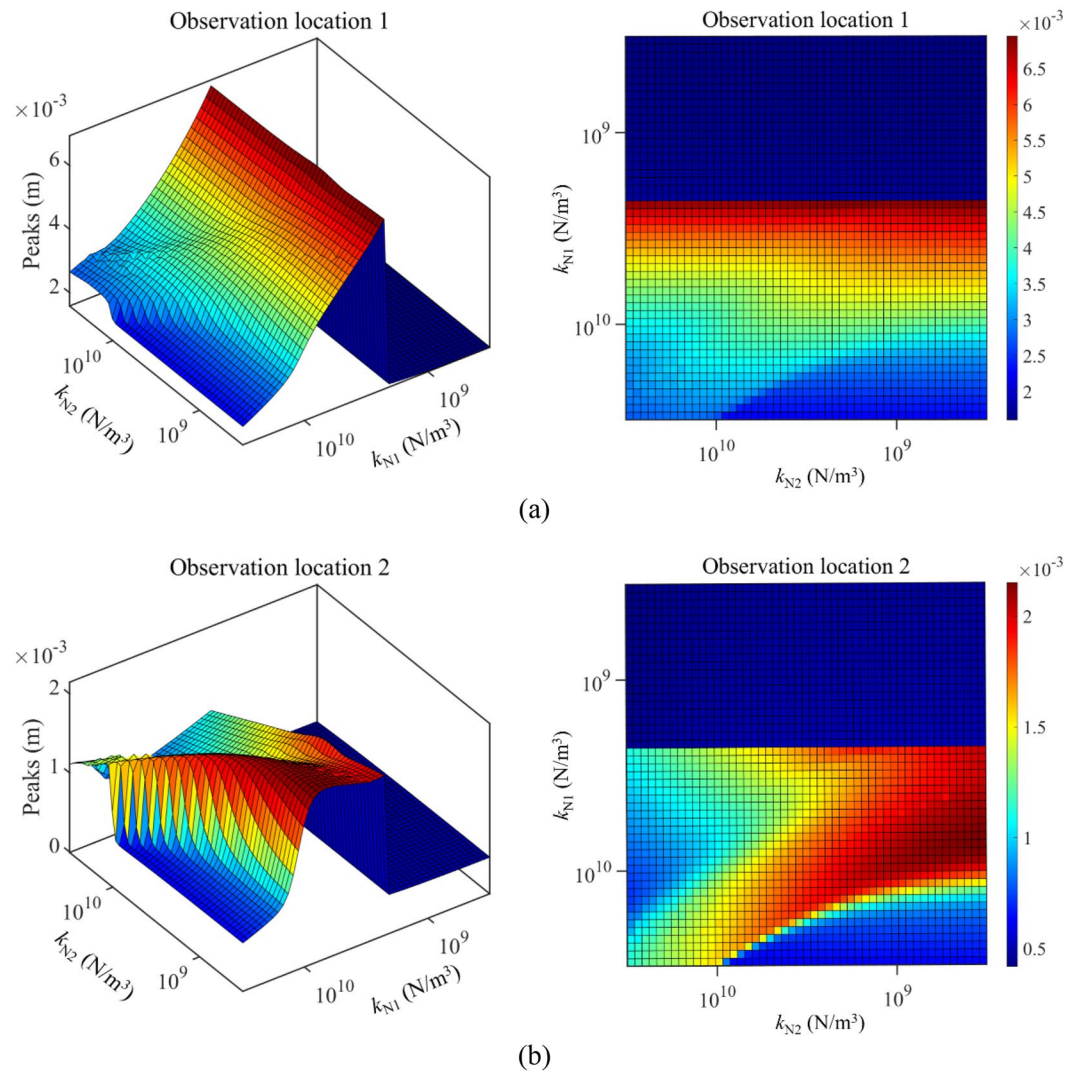 Observation location 1
×10⁻³
6
4
2
Peaks (m)
10¹⁰
10⁹
k_N2 (N/m³)
10¹⁰
10⁹
k_N1 (N/m³)
Observation location 1
10⁹
10¹⁰
k_N1 (N/m³)
10¹⁰
10⁹
k_N2 (N/m³)
×10⁻³
6.5
6
5.5
5
4.5
4
3.5
3
2.5
2
(a)
Observation location 2
×10⁻³
2
1
0
Peaks (m)
10¹⁰
10⁹
k_N2 (N/m³)
10¹⁰
10⁹
k_N1 (N/m³)
Observation location 2
10⁹
10¹⁰
k_N1 (N/m³)
10¹⁰
10⁹
k_N2 (N/m³)
×10⁻³
2
1.5
1
0.5
(b)